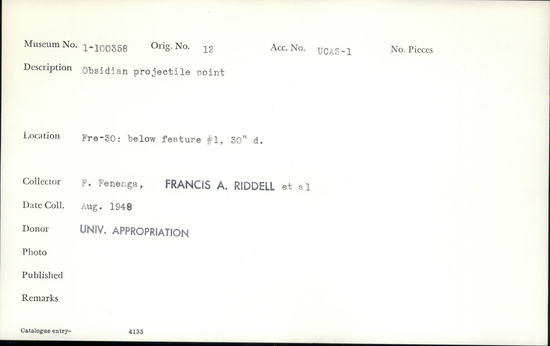 Museum No. 1-100358 Orig. No. 12 Acc. No. UCAS-1 No. Pieces
Description Obsidian projectile point
Location Fre-30: below feature #1, 30" d.
Collector F. Fenenga, FRANCIS A. RIDDELL et al
Date Coll. Aug. 1948
Donor UNIV. APPROPRIATION
Photo
Published
Remarks
Catalogue entry- 4135